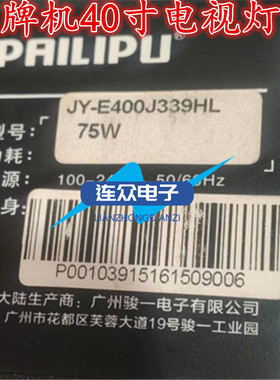 牌机40寸电视灯
PAILIPU
JY-E400J339HL
型号:
75W
功耗:
源: 100-24 50/60Hz
连众电子
LIANZHONGDIANZI
身:
P00103915161509006
大陆生产商: 广州骏一电子有限公司
广州市花都区芙蓉大道19号骏一工业园